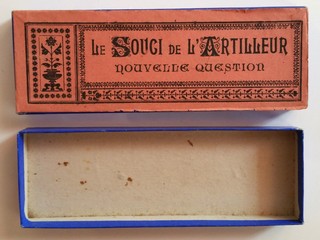 LE SOUCI DE L'ARTILLEUR
NOUVELLE QUESTION